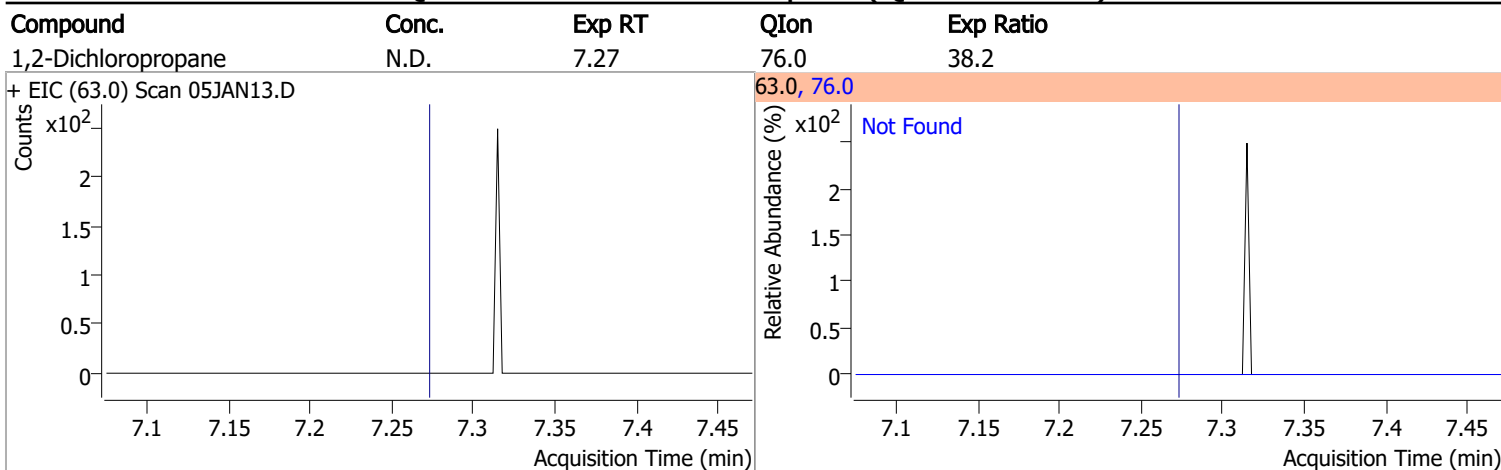 Compound Conc. Exp RT QIon Exp Ratio
1,2-Dichloropropane N.D. 7.27 76.0 38.2
+ EIC (63.0) Scan 05JAN13.D
Counts
x10²
2
1.5
1
0.5
0
7.1 7.15 7.2 7.25 7.3 7.35 7.4 7.45
Acquisition Time (min)
63.0, 76.0
Relative Abundance (%)
x10²
Not Found
2
1.5
1
0.5
0
7.1 7.15 7.2 7.25 7.3 7.35 7.4 7.45
Acquisition Time (min)